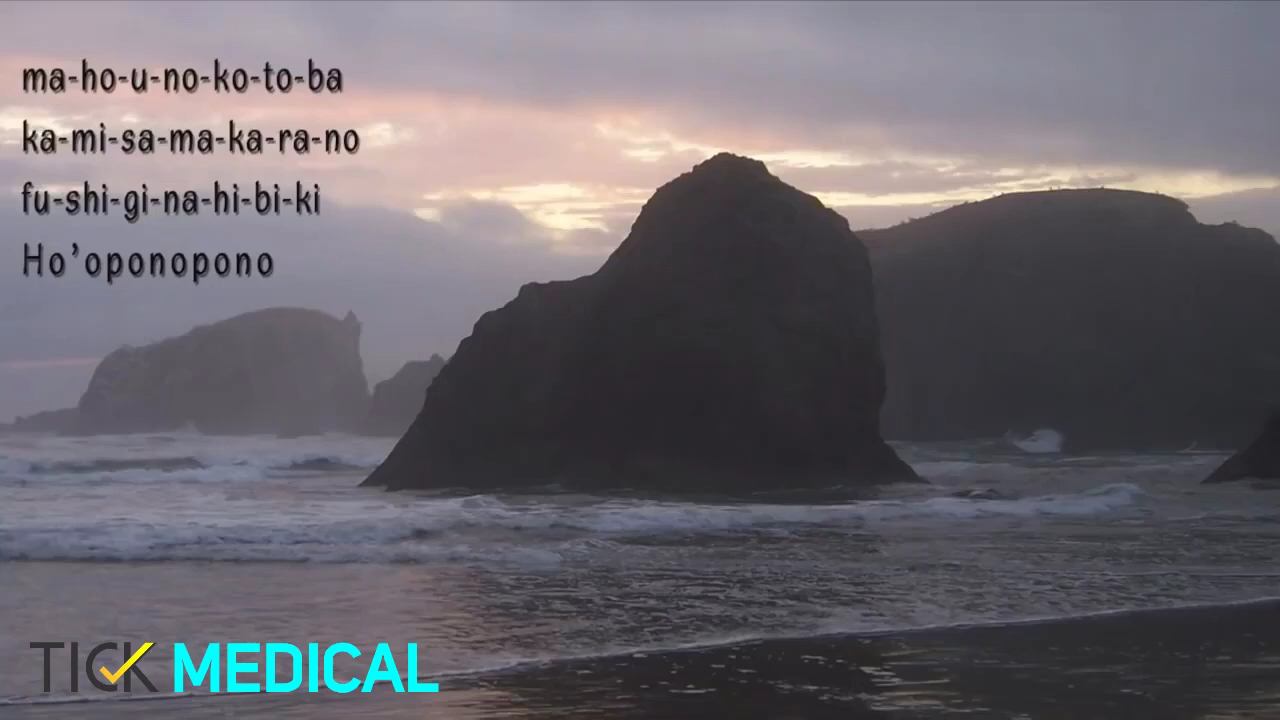 ma-ho-u-no-ko-to-ba
ka-mi-sa-ma-ka-ra-no
fu-shi-gi-na-hi-bi-ki
Ho’oponopono
TICK MEDICAL